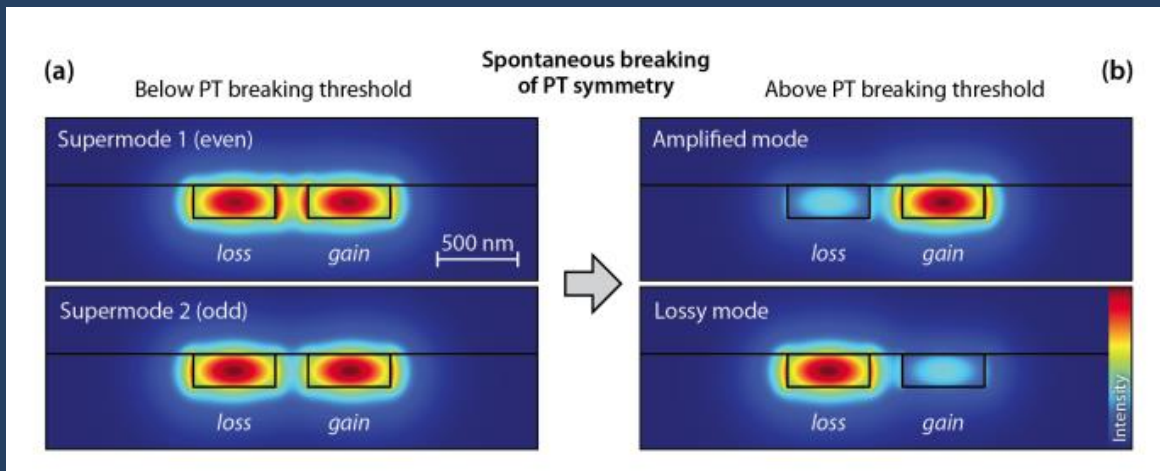 (a)
Below PT breaking threshold
Spontaneous breaking
of PT symmetry
Above PT breaking threshold
(b)
Supermode 1 (even)
loss
gain
500 nm
Supermode 2 (odd)
loss
gain
Amplified mode
loss
gain
Lossy mode
loss
gain
Intensity